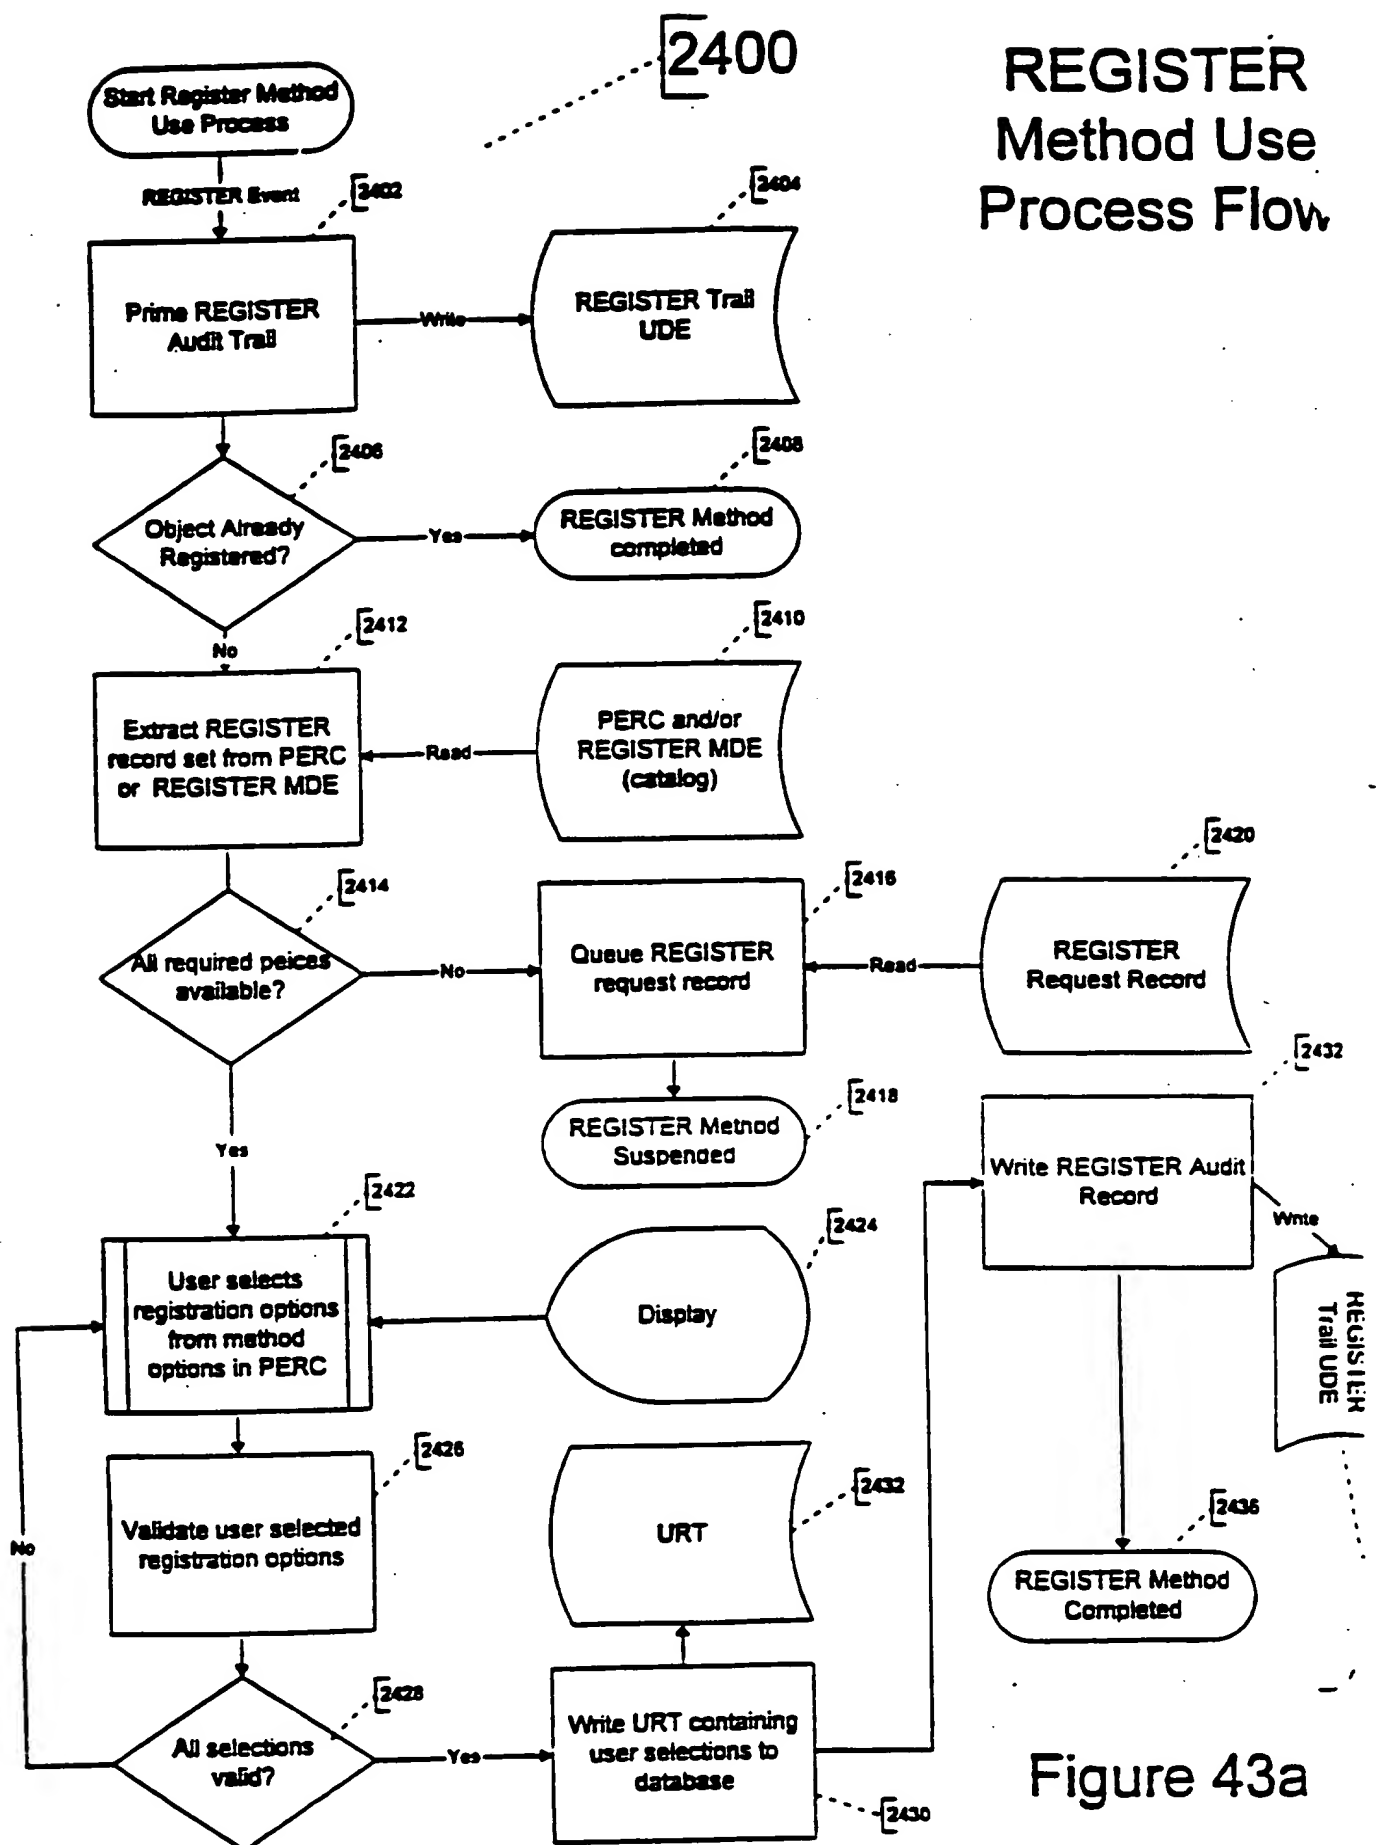 2400
REGISTER
Method Use
Process Flow
Start Register Method
Use Process
REGISTER Event
2402
2404
Prime REGISTER
Audit Trail
Write
REGISTER Trail
UDE
2406
2408
Object Already
Registered?
Yes
REGISTER Method
completed
No
2412
2410
Extract REGISTER
record set from PERC
or REGISTER MDE
Read
PERC and/or
REGISTER MDE
(catalog)
2414
2416
2420
All required peices
available?
No
Queue REGISTER
request record
Read
REGISTER
Request Record
2418
REGISTER Method
Suspended
2432
Write REGISTER Audit
Record
Write
REGISTER
Trail UDE
Yes
2422
2424
User selects
registration options
from method
options in PERC
Display
2426
2432
Validate user selected
registration options
URT
2436
REGISTER Method
Completed
No
2428
All selections
valid?
Yes
Write URT containing
user selections to
database
2430
Figure 43a